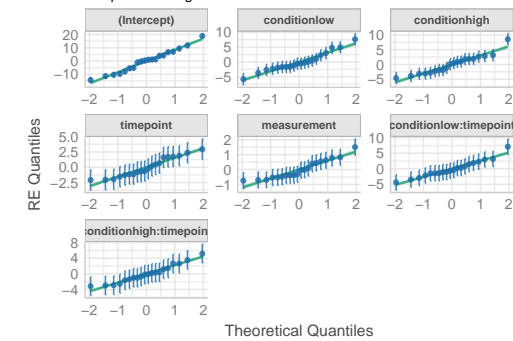 (Intercept) conditionlow conditionhigh
20 10 10
10 5 5
0 0 0
−10 −5 −5
−2 −1 0 1 2 −2 −1 0 1 2 −2 −1 0 1 2
timepoint measurement conditionlow:timepoint
5.0 2 10
2.5 1 5
0.0 0 0
−2.5 −1 −5
−2 −1 0 1 2 −2 −1 0 1 2 −2 −1 0 1 2
RE Quantiles
conditionhigh:timepoint
8
4
0
−4
−2 −1 0 1 2
Theoretical Quantiles